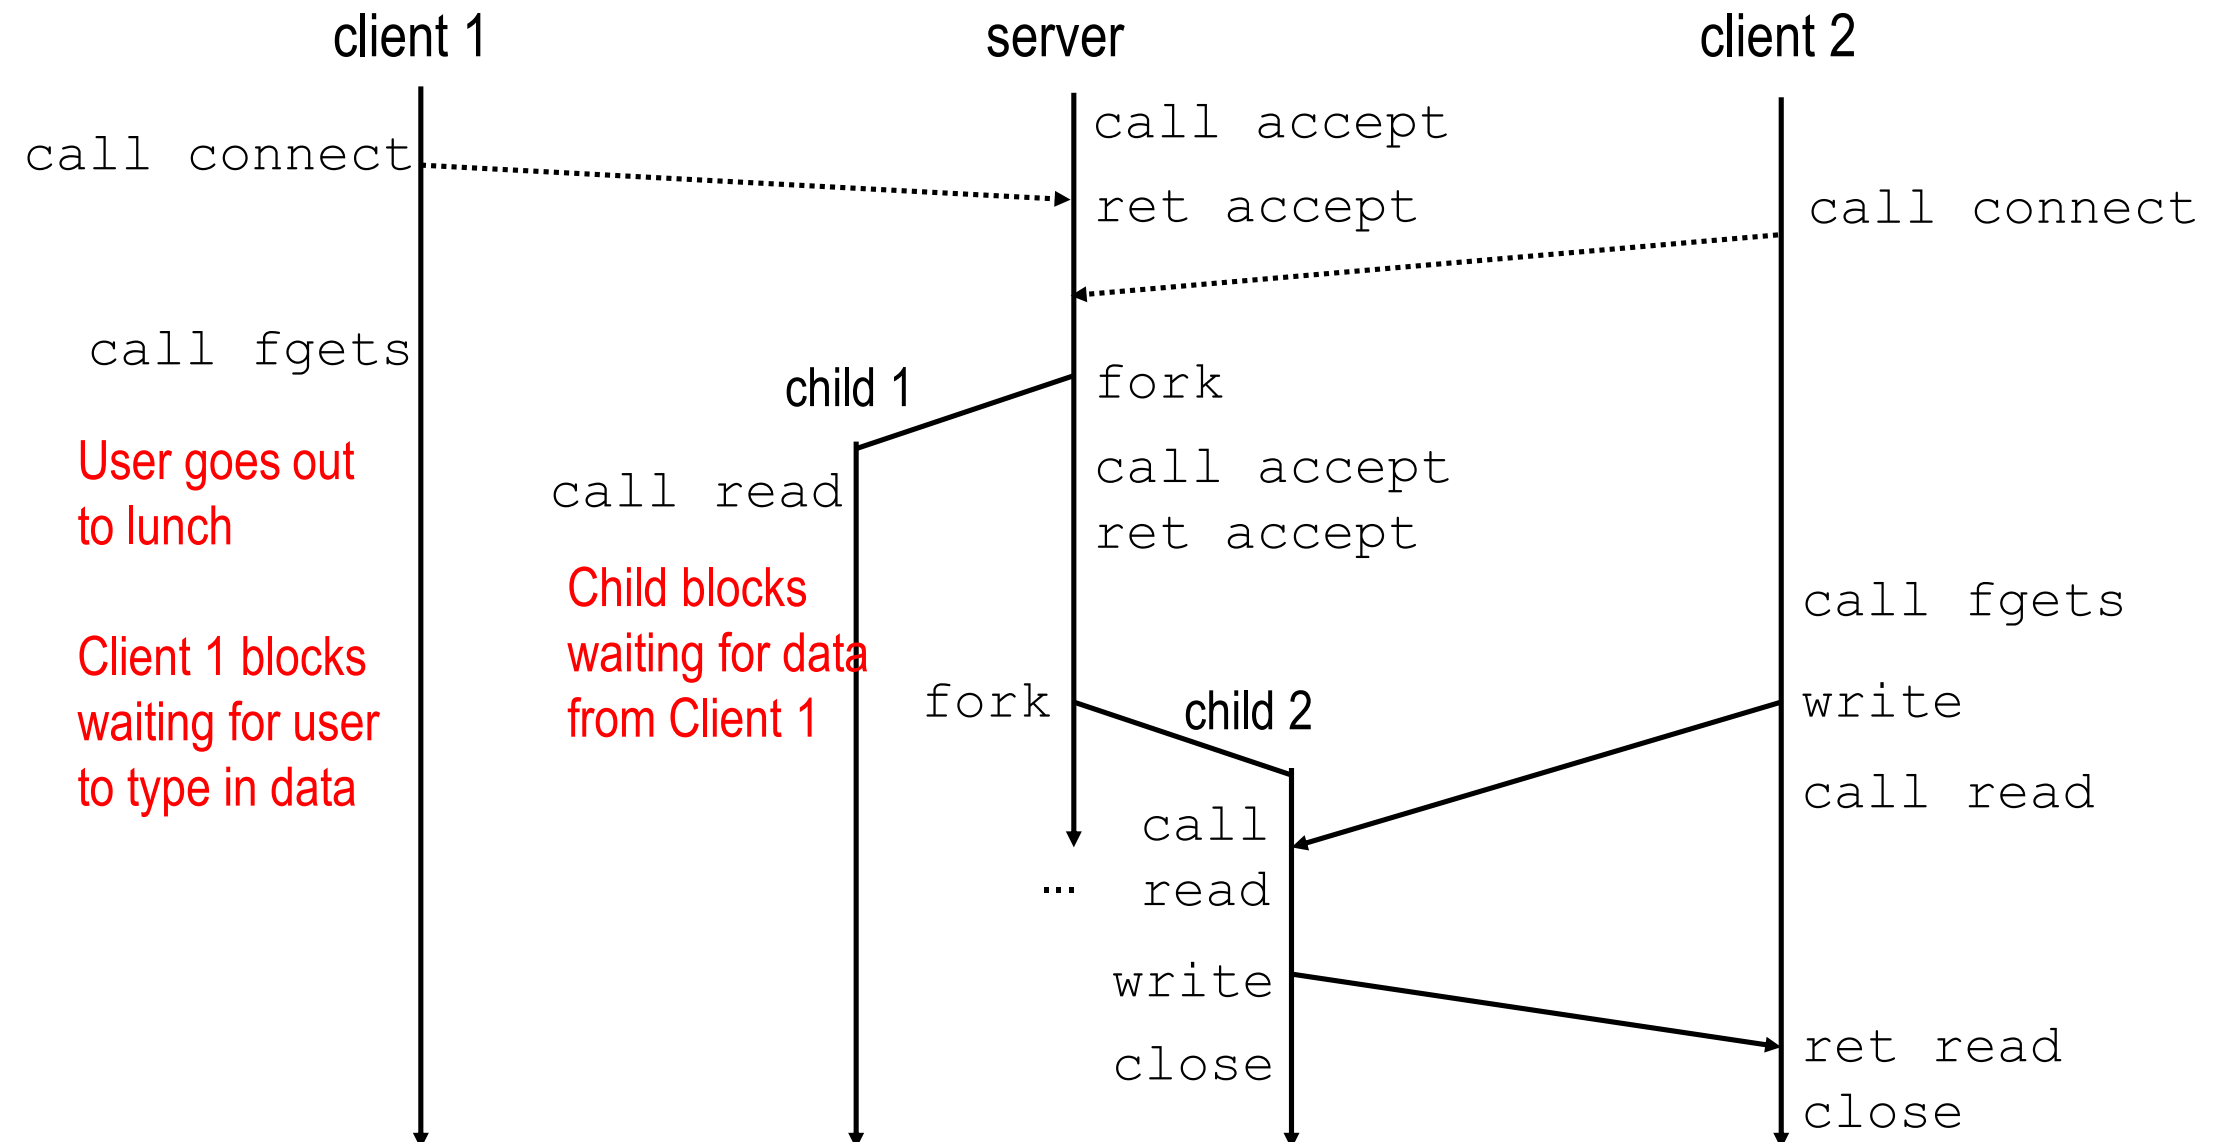 client 1
server
client 2
call accept
call connect
ret accept
call connect
call fgets
child 1
fork
User goes out
to lunch
call read
call accept
ret accept
Child blocks
waiting for data
from Client 1
call fgets
Client 1 blocks
waiting for user
to type in data
fork
child 2
write
call read
call
read
...
write
close
ret read
close